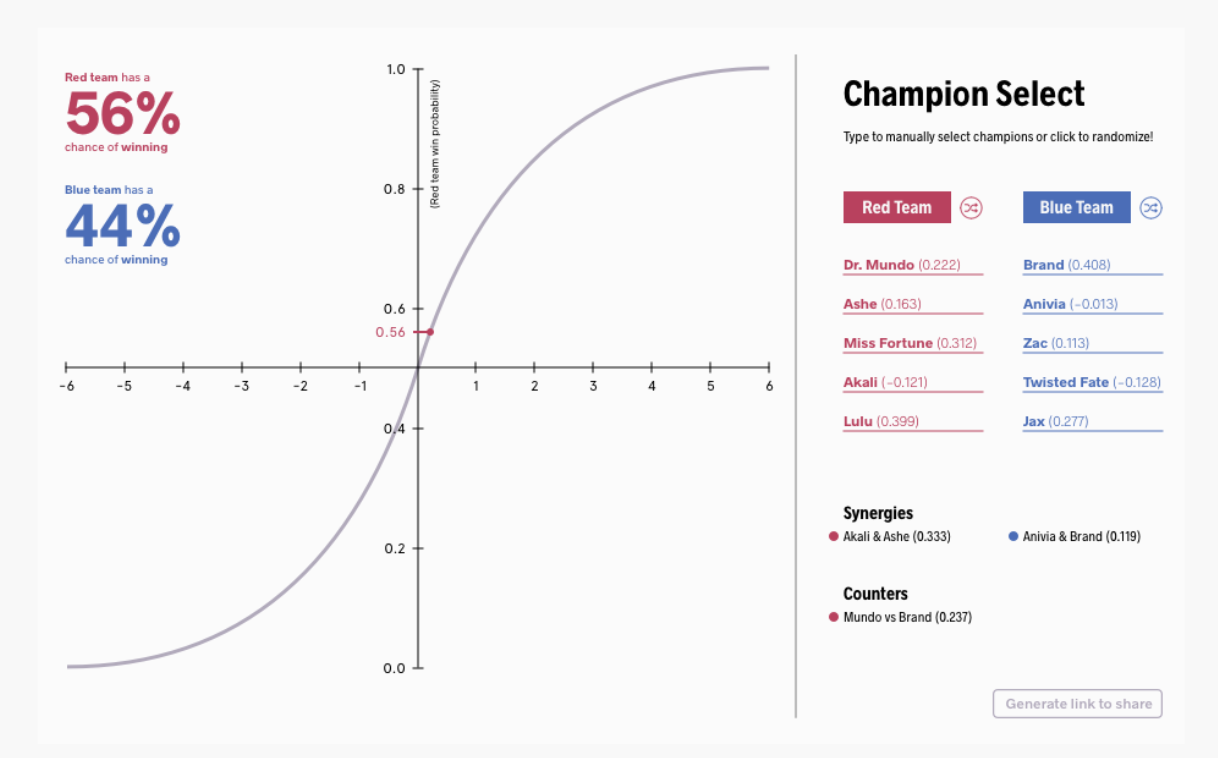 Red team has a
56%
chance of winning
Blue team has a
44%
chance of winning
1.0
(Red team win probability)
0.8
0.6
0.56
-6
-5
-4
-3
-2
-1
1
2
3
4
5
6
0.4
0.2
0.0
Champion Select
Type to manually select champions or click to randomize!
Red Team
Blue Team
Dr. Mundo (0.222)
Brand (0.408)
Ashe (0.163)
Anivia (-0.013)
Miss Fortune (0.312)
Zac (0.113)
Akali (-0.121)
Twisted Fate (-0.128)
Lulu (0.399)
Jax (0.277)
Synergies
Akali & Ashe (0.333)
Anivia & Brand (0.119)
Counters
Mundo vs Brand (0.237)
Generate link to share